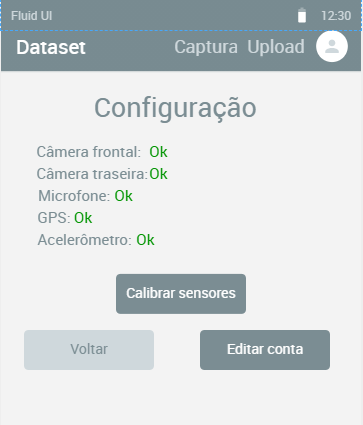 Fluid UI 12:30
Dataset Captura Upload
Configuração
Câmera frontal: Ok
Câmera traseira:Ok
Microfone: Ok
GPS: Ok
Acelerômetro: Ok
Calibrar sensores
Voltar Editar conta